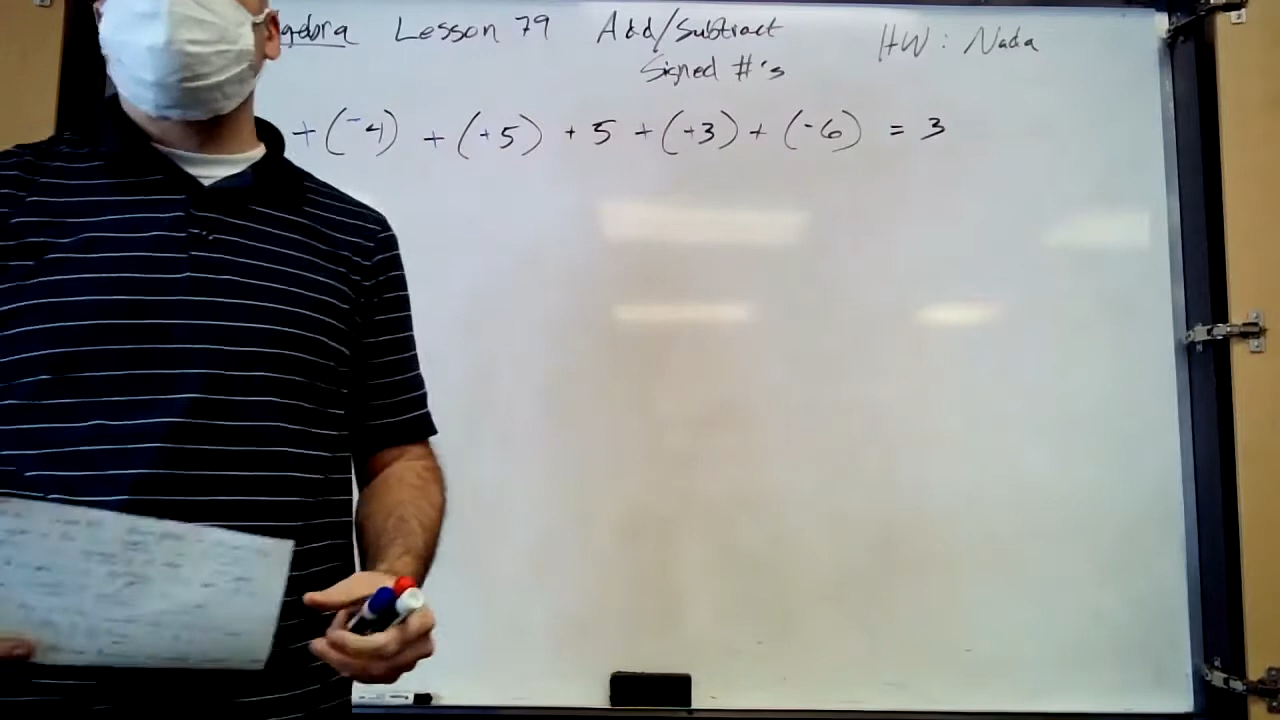 gebra Lesson 79 Add/Subtract HW: Nada
Signed #'s
+ (-4) + (+5) + 5 + (+3) + (-6) = 3